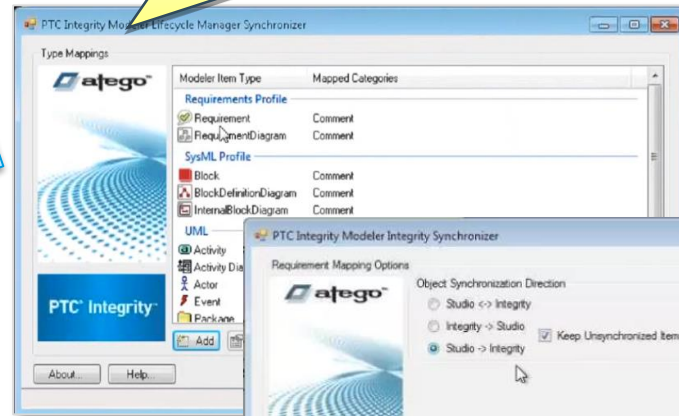 PTC Integrity Modeler Lifecycle Manager Synchronizer
Type Mappings
atego
Modeler Item Type Mapped Categories
Requirements Profile
Requirement Comment
RequirementDiagram Comment
SysML Profile
Block Comment
BlockDefinitionDiagram Comment
InternalBlockDiagram Comment
UML
Activity
Activity Dia
Actor
Event
Package
PTC Integrity
Add
About... Help...
PTC Integrity Modeler Integrity Synchronizer
Requirement Mapping Options
atego
Object Synchronization Direction
Studio <-> Integrity
Integrity -> Studio
Keep Unsynchronized Item
Studio -> Integrity